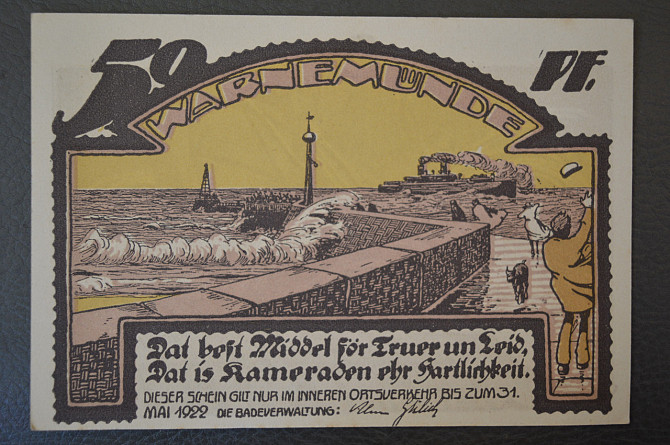 50 Pf.
WARNEMÜNDE
Dat best Middel för Truer un Leid,
Dat is Kameraden ehr Hartlichkeit.
DIESER SCHEIN GILT NUR IM INNEREN ORTSVERKEHR BIS ZUM 31.
MAI 1922 DIE BADEVERWALTUNG: